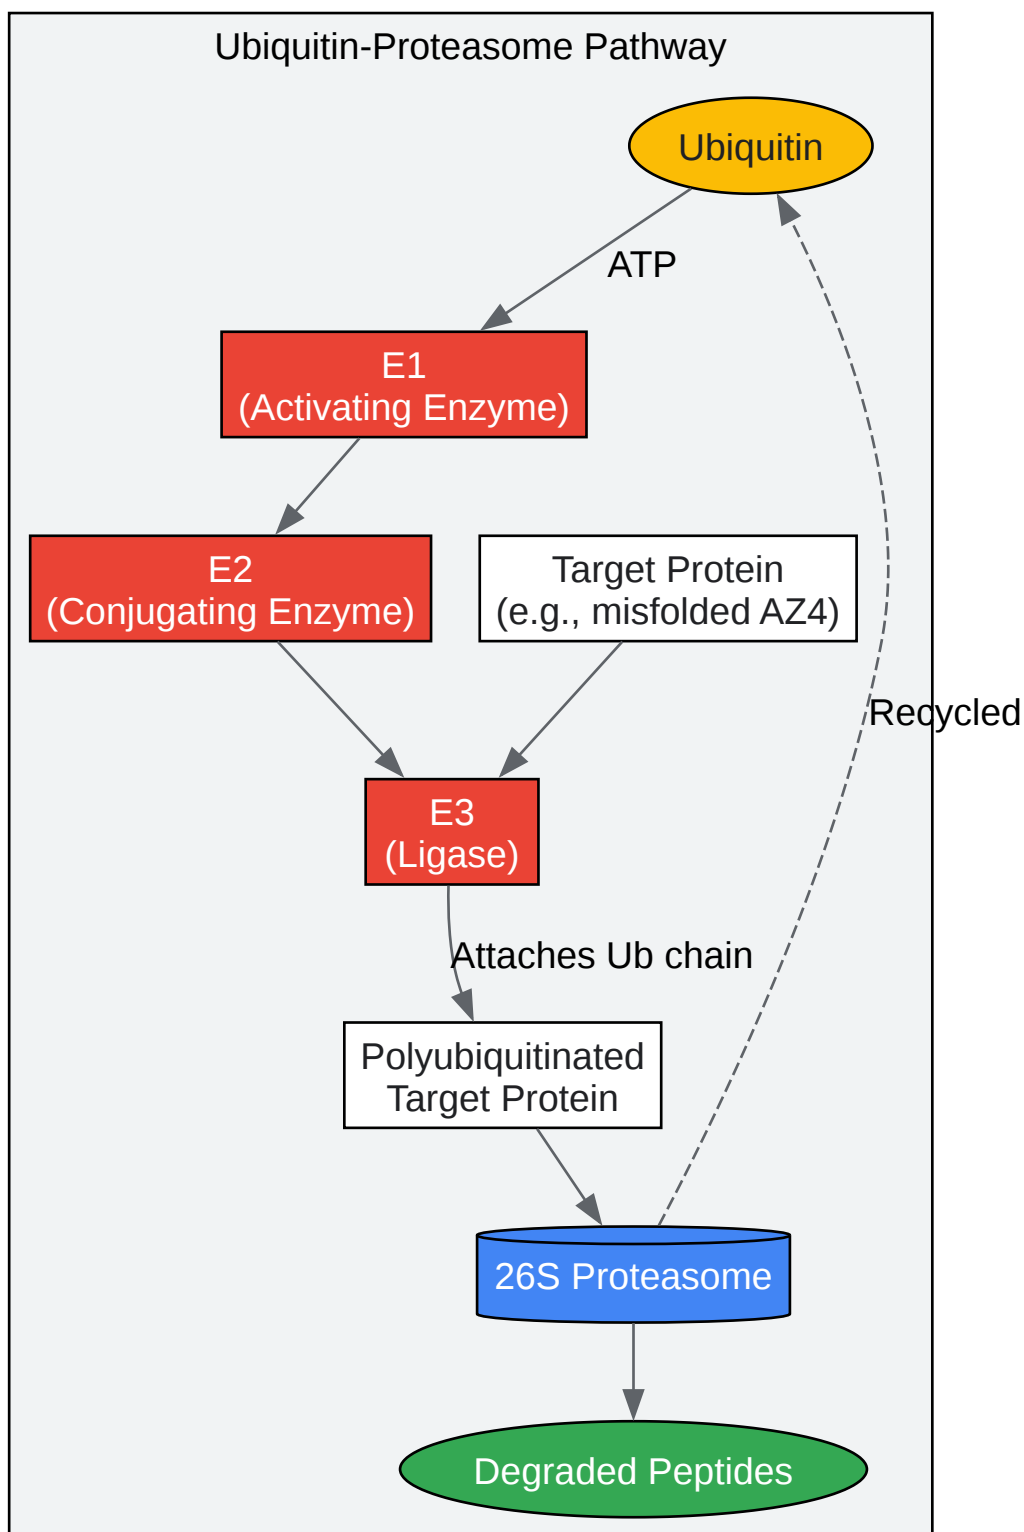 Ubiquitin-Proteasome Pathway
Ubiquitin
ATP
E1
(Activating Enzyme)
E2
(Conjugating Enzyme)
Target Protein
(e.g., misfolded AZ4)
Recycled
E3
(Ligase)
Attaches Ub chain
Polyubiquitinated
Target Protein
26S Proteasome
Degraded Peptides